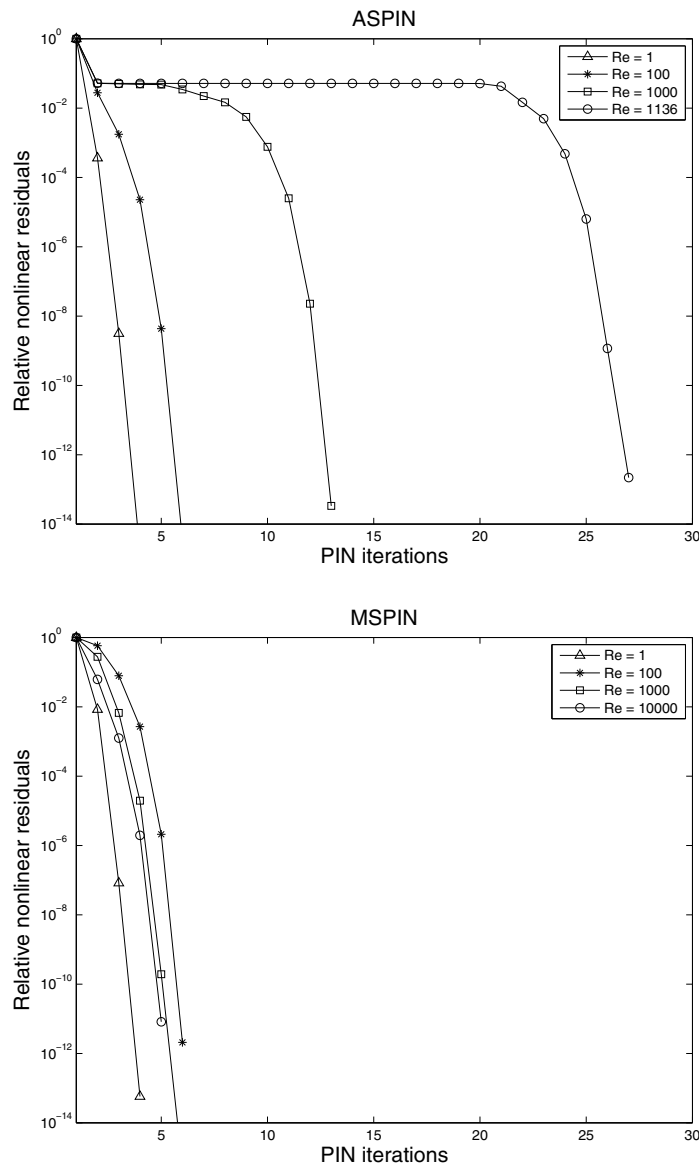 ASPIN
10^0
10^−2
10^−4
10^−6
10^−8
10^−10
10^−12
10^−14
Relative nonlinear residuals
Re = 1
Re = 100
Re = 1000
Re = 1136
5
10
15
20
25
30
PIN iterations
MSPIN
10^0
10^−2
10^−4
10^−6
10^−8
10^−10
10^−12
10^−14
Relative nonlinear residuals
Re = 1
Re = 100
Re = 1000
Re = 10000
5
10
15
20
25
30
PIN iterations